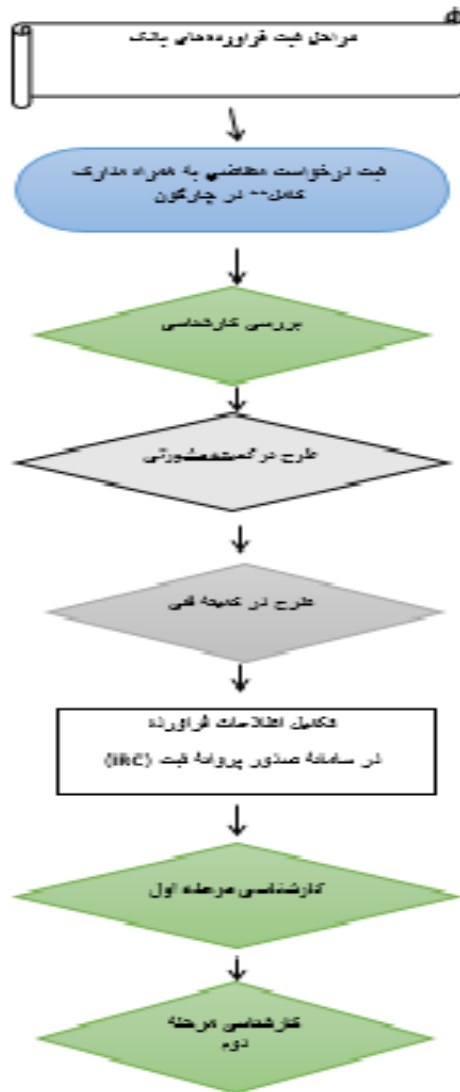 مراحل ثبت فراورده‌های بانک
ثبت درخواست متقاضی به همراه مدارک
کامل** در چارگون
بررسی کارشناسی
طرح در کمیته مشورتی
طرح در کمیته فنی
تکمیل اطلاعات فراورده
در سامانهٔ صدور پروانهٔ ثبت (IRC)
کارشناسی مرحله اول
کارشناسی مرحلهٔ
دوم